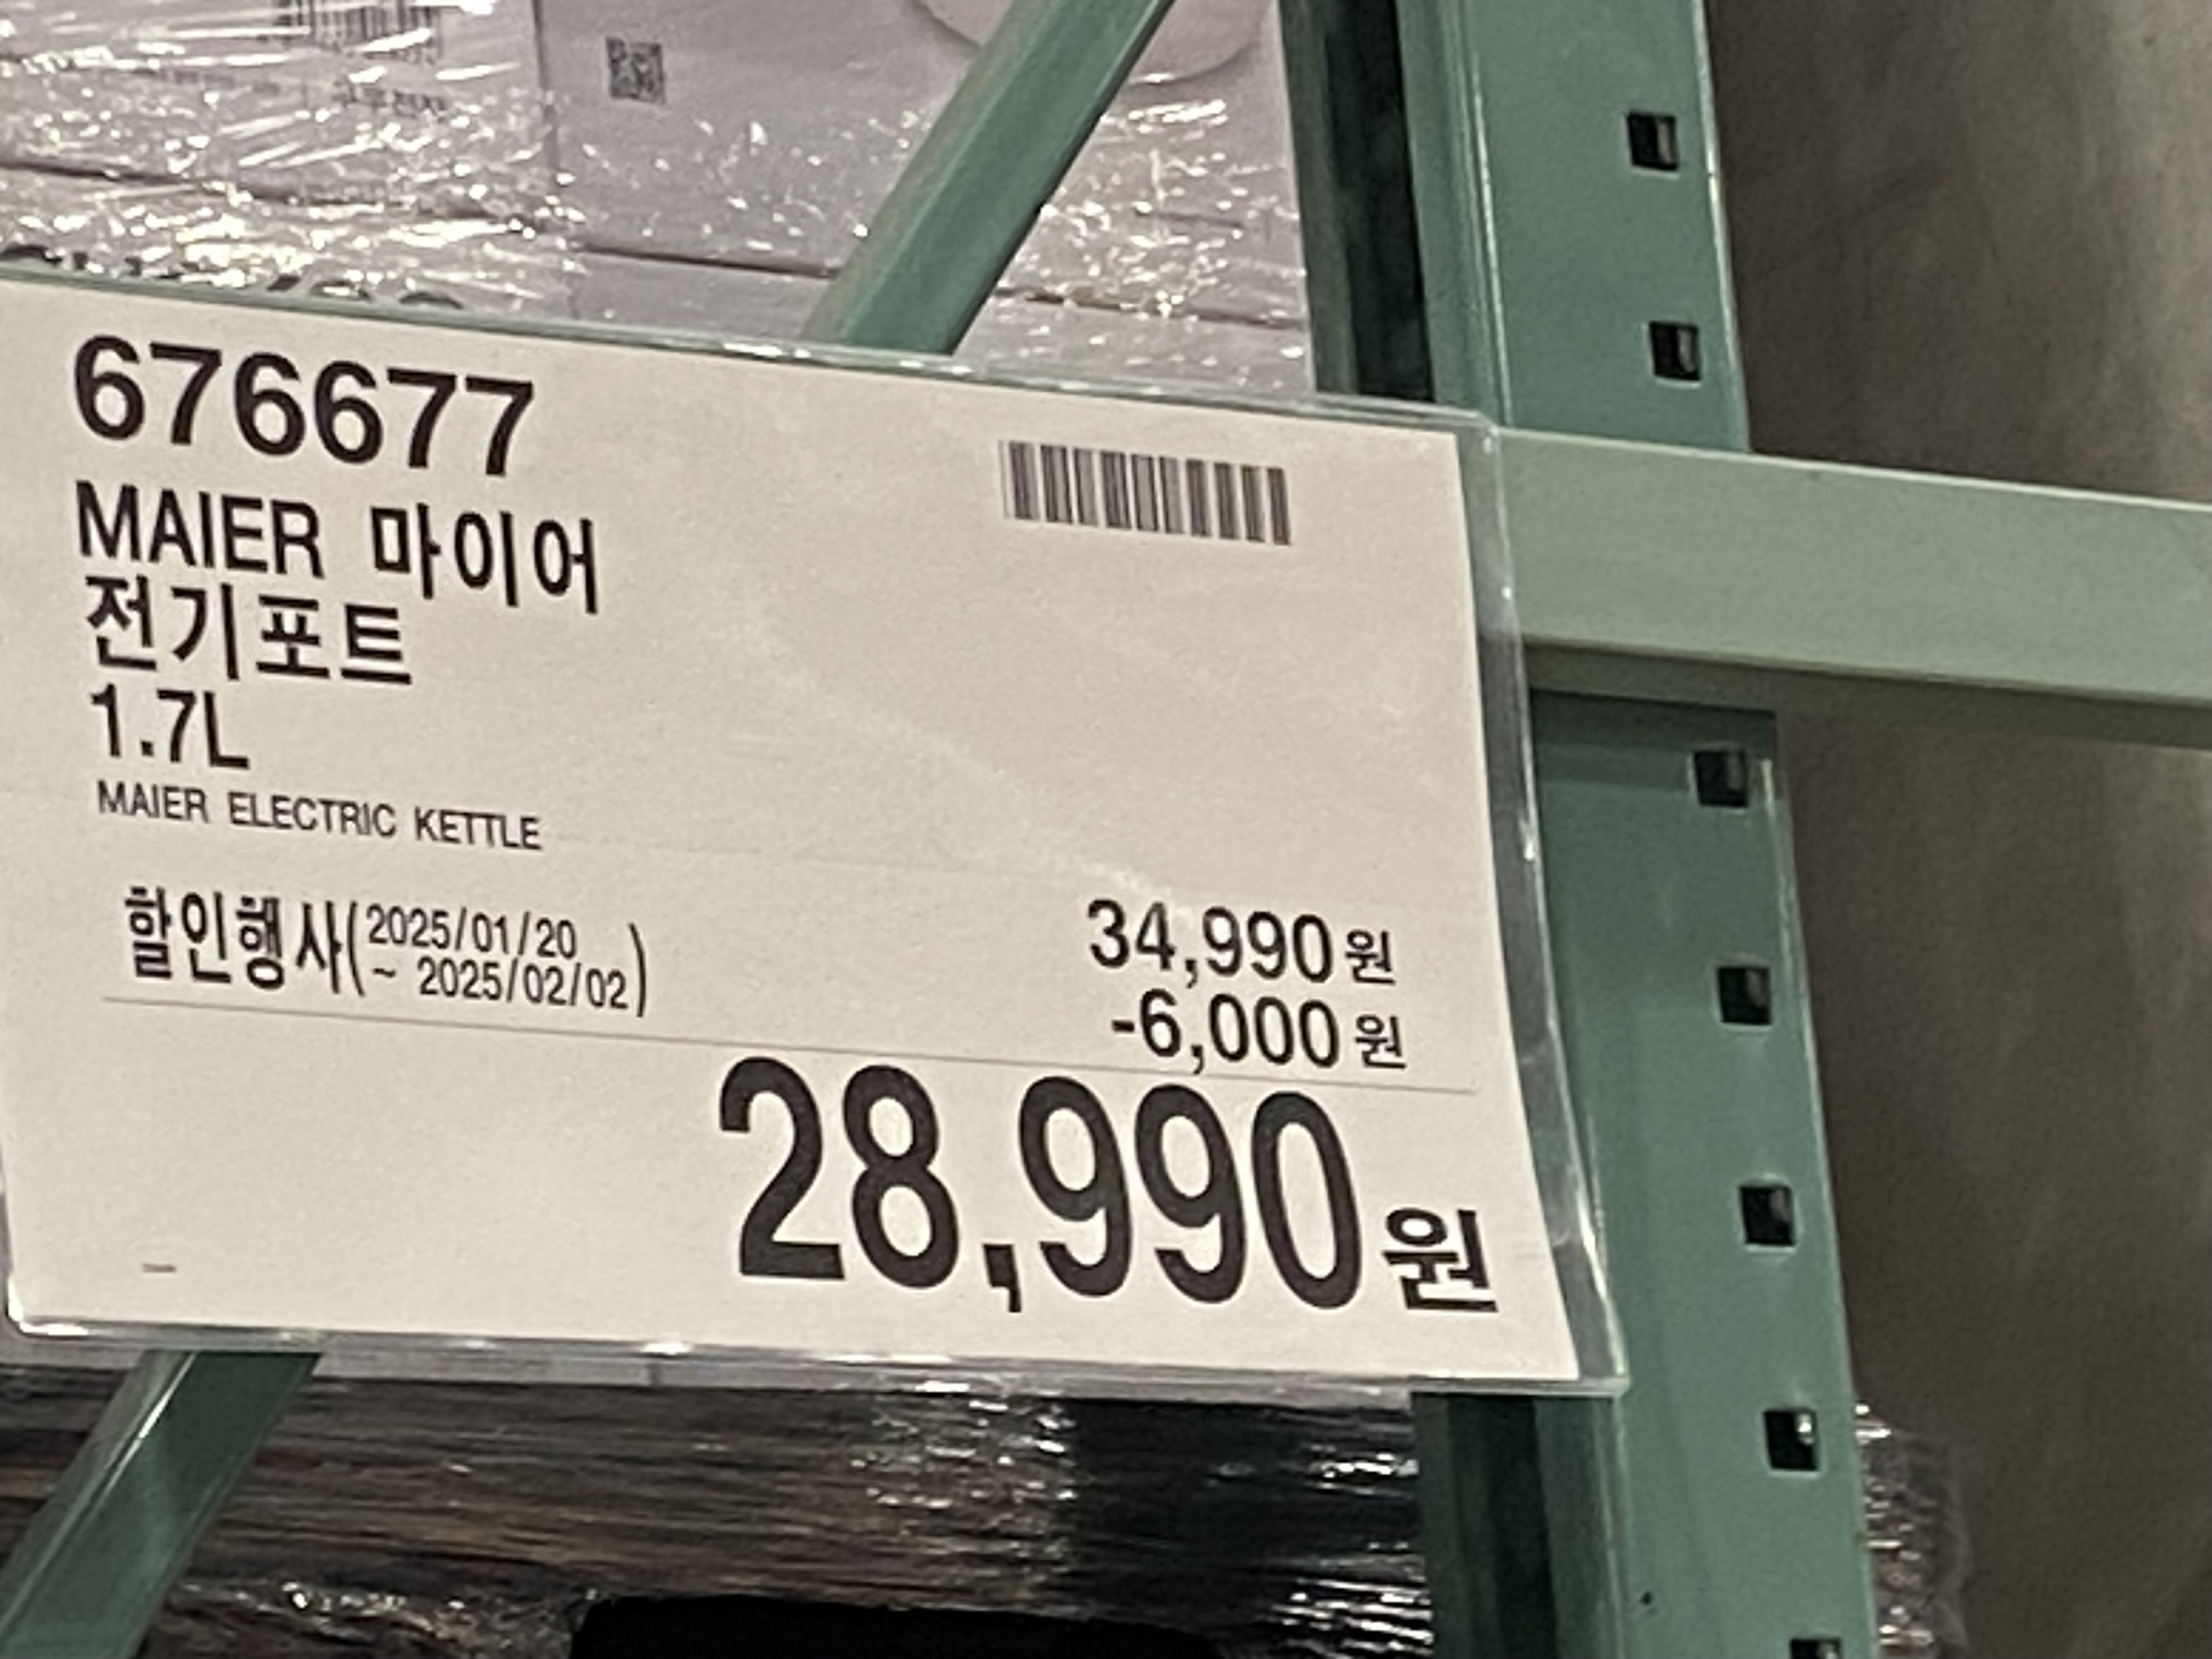 676677
MAIER 마이어
전기포트
1.7L
MAIER ELECTRIC KETTLE
할인행사(2025/01/20
~ 2025/02/02)
34,990원
-6,000원
28,990원